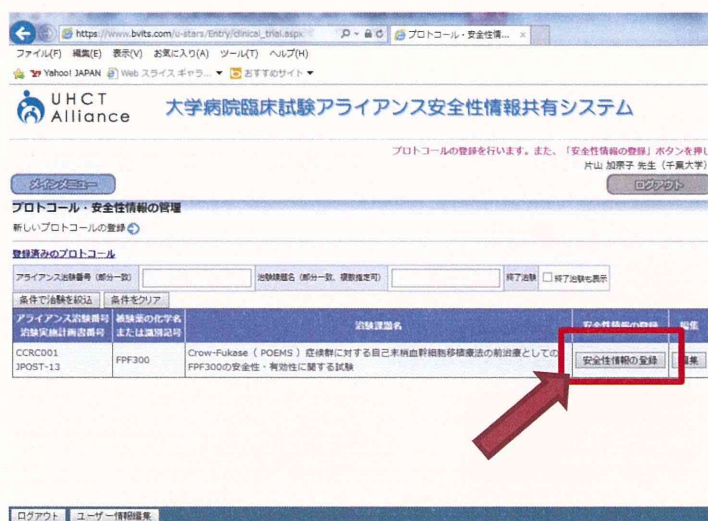 https://www.bvits.com/u-stars/Entry/clinical_trial.aspx
プロトコール・安全性情... ×
ファイル(F) 編集(E) 表示(V) お気に入り(A) ツール(T) ヘルプ(H)
Yahoo! JAPAN Web スライス ギャラ... ▼ おすすめサイト ▼
UHCT Alliance 大学病院臨床試験アライアンス安全性情報共有システム
プロトコールの登録を行います。また、「安全性情報の登録」ボタンを押し
片山 加奈子 先生（千葉大学）
メインメニュー ログアウト
プロトコール・安全性情報の管理
新しいプロトコールの登録
登録済みのプロトコール
アライアンス治験番号（部分一致） 治験課題名（部分一致、複数指定可） 終了治験 終了治験も表示
条件で治験を絞込 条件をクリア
アライアンス治験番号 治験実施計画書番号 被験薬の化学名 または識別記号 治験課題名 安全性情報の登録 編集
CCRC001 JPOST-13 FPF300 Crow-Fukase（ POEMS ）症候群に対する自己末梢血幹細胞移植療法の前治療としての FPF300の安全性・有効性に関する試験 安全性情報の登録 編集
ログアウト ユーザー情報編集